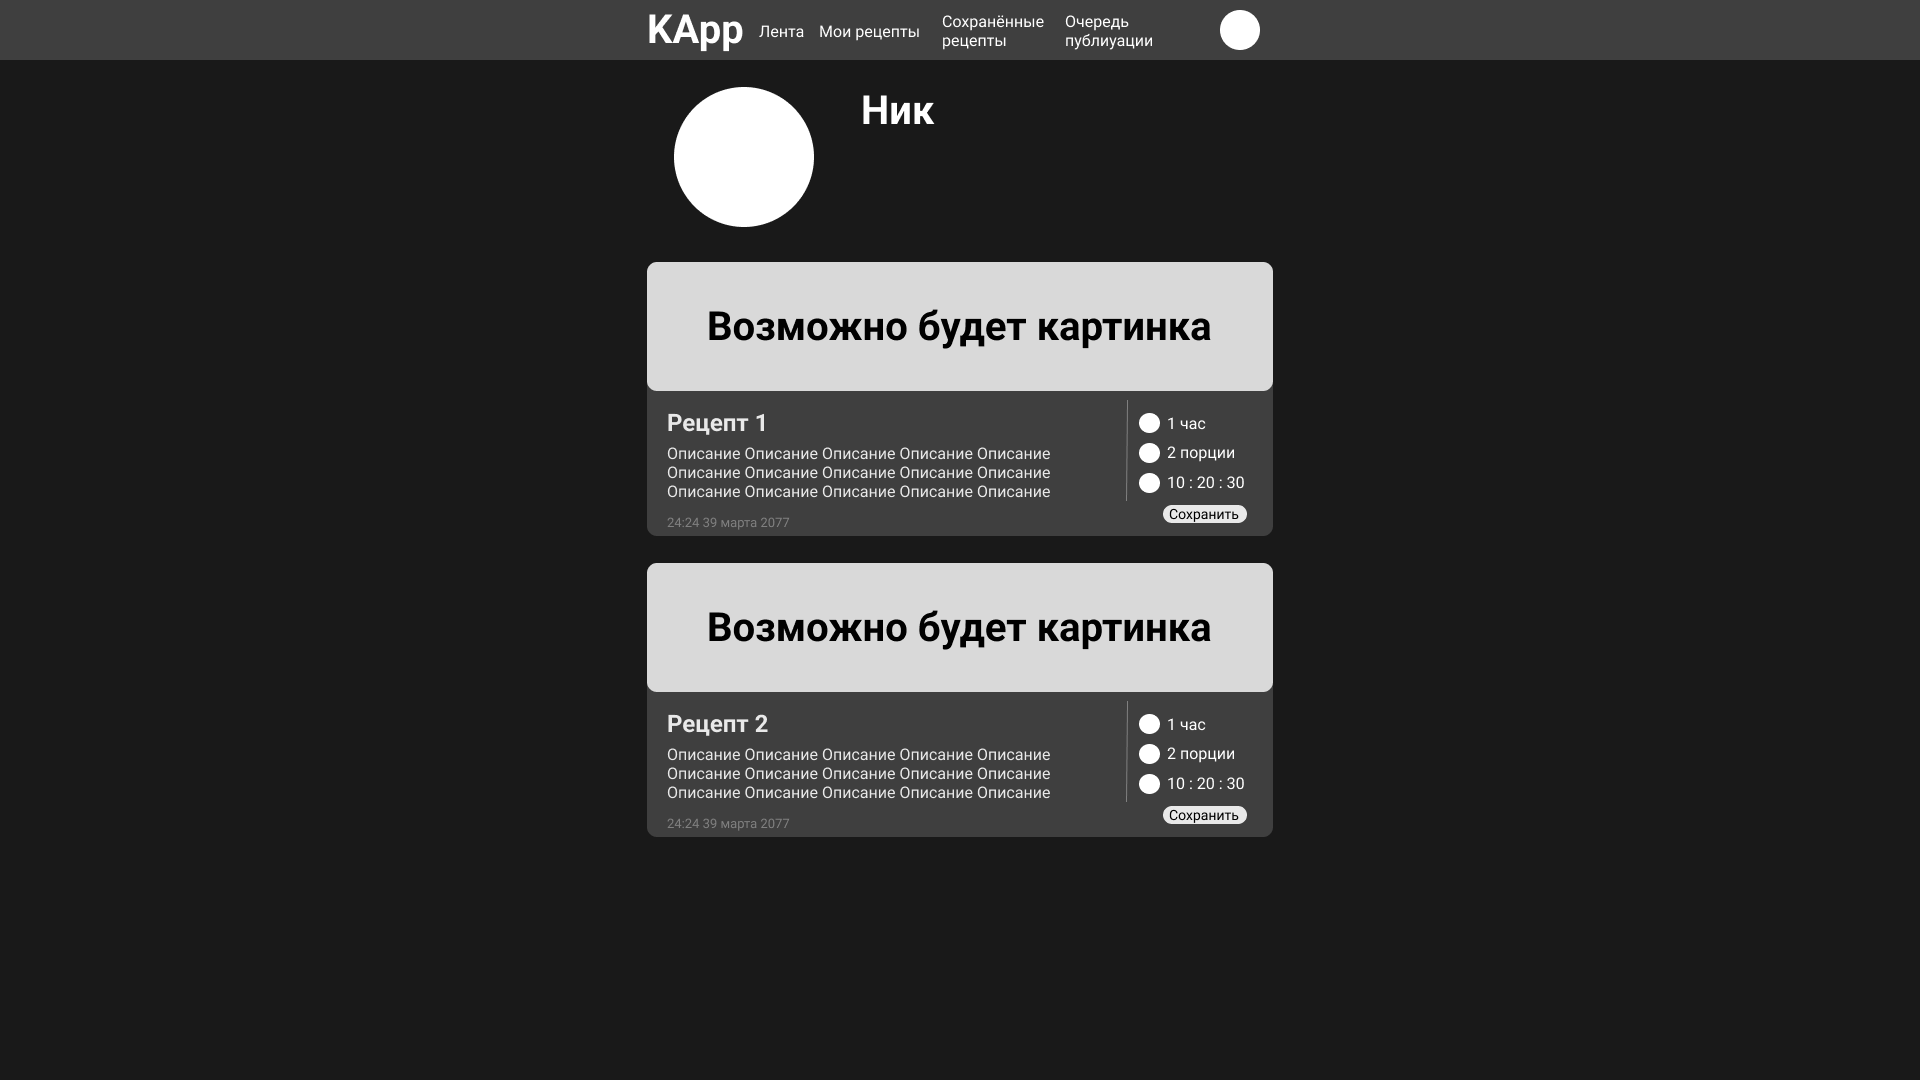 KApp
Лента
Мои рецепты
Сохранённые
рецепты
Очередь
публиуации
Ник
Возможно будет картинка
Рецепт 1
Описание Описание Описание Описание Описание
Описание Описание Описание Описание Описание
Описание Описание Описание Описание Описание
24:24 39 марта 2077
1 час
2 порции
10 : 20 : 30
Сохранить
Возможно будет картинка
Рецепт 2
Описание Описание Описание Описание Описание
Описание Описание Описание Описание Описание
Описание Описание Описание Описание Описание
24:24 39 марта 2077
1 час
2 порции
10 : 20 : 30
Сохранить